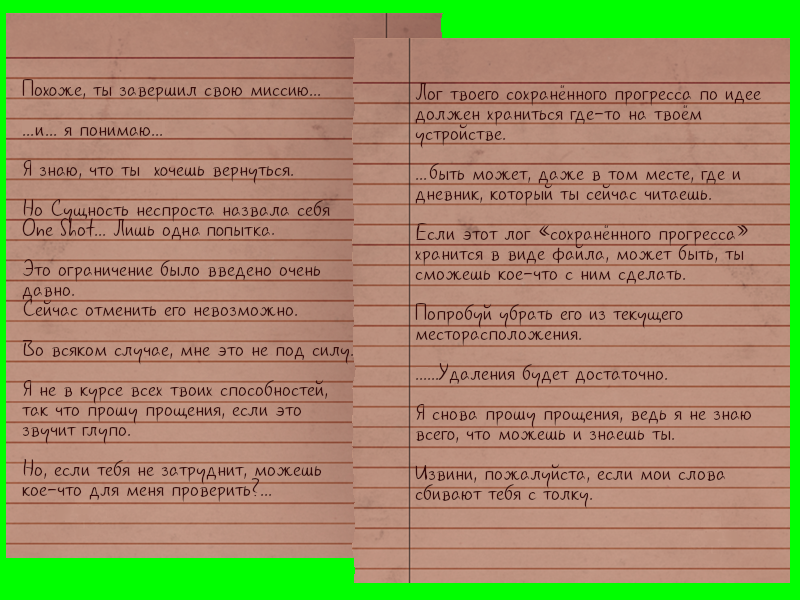 Похоже, ты завершил свою миссию...
...и... я понимаю...
Я знаю, что ты хочешь вернуться.
Но Сущность неспроста назвала себя
One Shot... Лишь одна попытка.
Это ограничение было введено очень
давно.
Сейчас отменить его невозможно.
Во всяком случае, мне это не под силу.
Я не в курсе всех твоих способностей,
так что прошу прощения, если это
звучит глупо.
Но, если тебя не затруднит, можешь
кое-что для меня проверить?...
Лог твоего сохранённого прогресса по идее
должен храниться где-то на твоём
устройстве.
...быть может, даже в том месте, где и
дневник, который ты сейчас читаешь.
Если этот лог «сохранённого прогресса»
хранится в виде файла, может быть, ты
сможешь кое-что с ним сделать.
Попробуй убрать его из текущего
месторасположения.
......Удаления будет достаточно.
Я снова прошу прощения, ведь я не знаю
всего, что можешь и знаешь ты.
Извини, пожалуйста, если мои слова
сбивают тебя с толку.